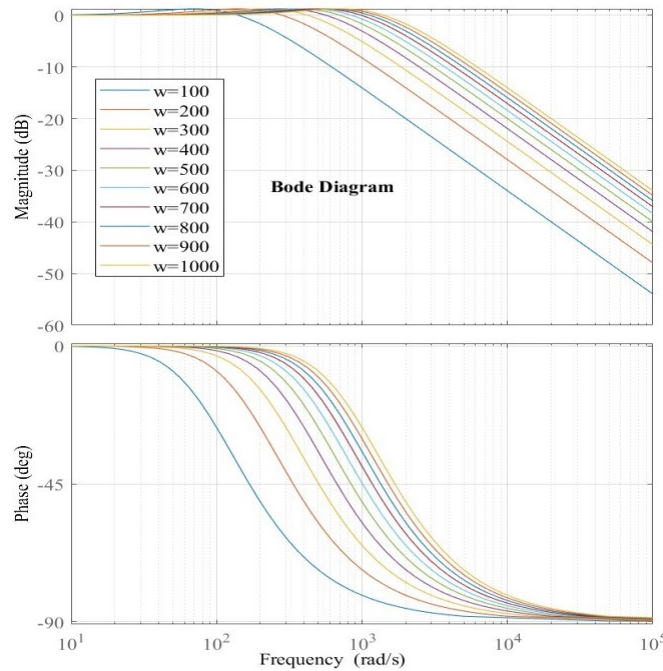 0
-10
-20
-30
-40
-50
-60
Magnitude (dB)
w=100
w=200
w=300
w=400
w=500
w=600
w=700
w=800
w=900
w=1000
Bode Diagram
0
-45
-90
Phase (deg)
10^1
10^2
10^3
10^4
10^5
Frequency (rad/s)